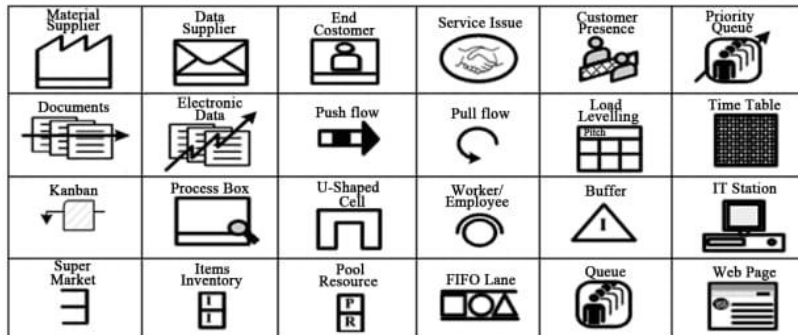 Material
Supplier
Data
Supplier
End
Costomer
Service Issue
Customer
Presence
Priority
Queue
Documents
Electronic
Data
Push flow
Pull flow
Load
Levelling
Pitch
Time Table
Kanban
Process Box
U-Shaped
Cell
Worker/
Employee
Buffer
I
IT Station
Super
Market
Items
Inventory
I
I
Pool
Resource
P
R
FIFO Lane
Queue
Web Page